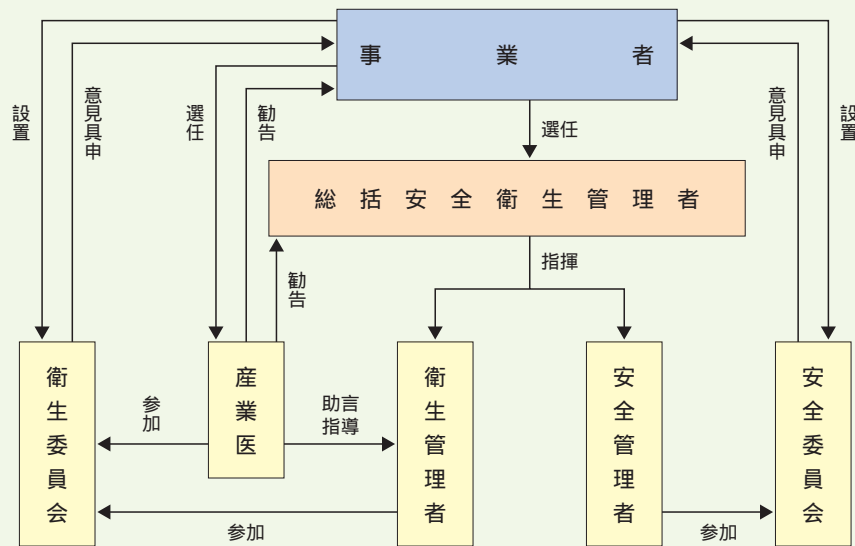 事業者
設置
意見具申
選任
勧告
選任
意見具申
設置
総括安全衛生管理者
勧告
指揮
衛生委員会
産業医
衛生管理者
安全管理者
安全委員会
参加
助言
指導
参加
参加